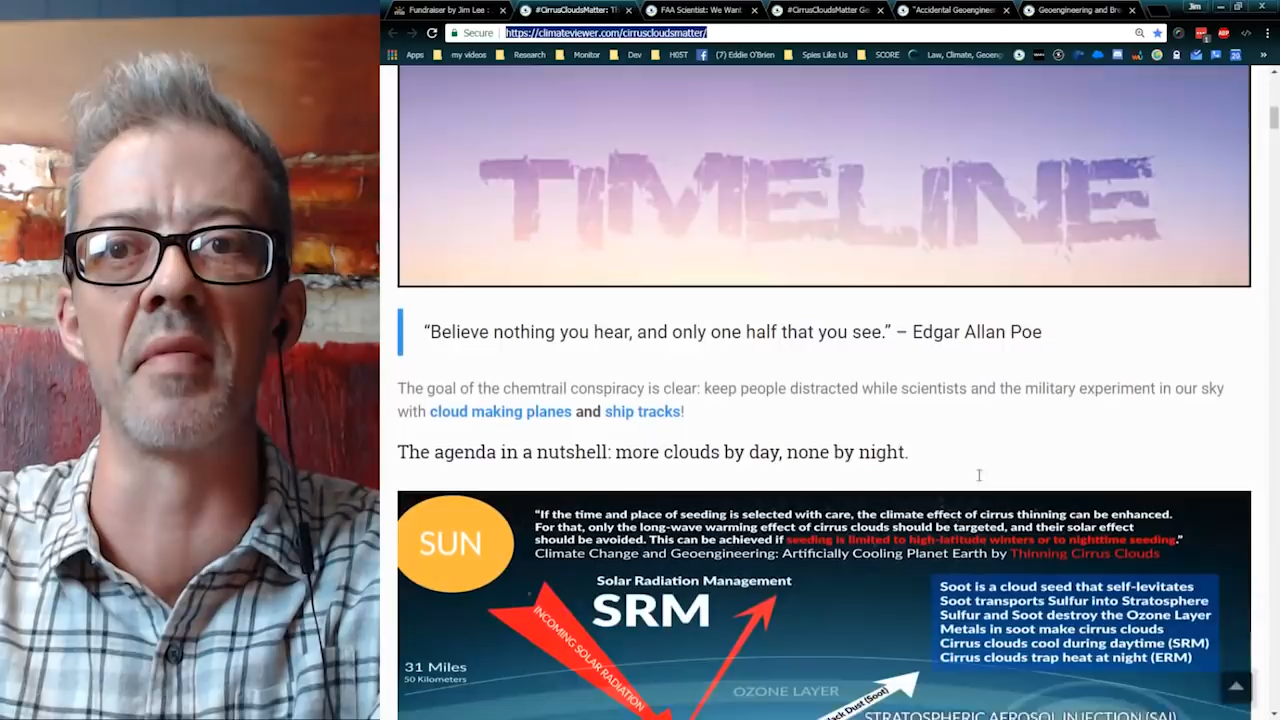 Fundraiser by Jim Lee :
#CirrusCloudsMatter: Th
FAA Scientist: We Want
#CirrusCloudsMatter Ge
"Accidental Geoengineer
Geoengineering and Bre
Jim
Secure
https://climateviewer.com/cirruscloudsmatter/
Apps
my videos
Research
Monitor
Dev
H0ST
(7) Eddie O'Brien
Spies Like Us
SCORE
Law, Climate, Geoeng
TIMELINE
“Believe nothing you hear, and only one half that you see.” – Edgar Allan Poe
The goal of the chemtrail conspiracy is clear: keep people distracted while scientists and the military experiment in our sky
with cloud making planes and ship tracks!
The agenda in a nutshell: more clouds by day, none by night.
SUN
"If the time and place of seeding is selected with care, the climate effect of cirrus thinning can be enhanced.
For that, only the long-wave warming effect of cirrus clouds should be targeted, and their solar effect
should be avoided. This can be achieved if seeding is limited to high-latitude winters or to nighttime seeding."
Climate Change and Geoengineering: Artificially Cooling Planet Earth by Thinning Cirrus Clouds
Solar Radiation Management
SRM
Soot is a cloud seed that self-levitates
Soot transports Sulfur into Stratosphere
Sulfur and Soot destroy the Ozone Layer
Metals in soot make cirrus clouds
Cirrus clouds cool during daytime (SRM)
Cirrus clouds trap heat at night (ERM)
INCOMING SOLAR RADIATION
31 Miles
50 Kilometers
OZONE LAYER
Dust (Soot)
STRATOSPHERIC AEROSOL INJECTION (SAI)